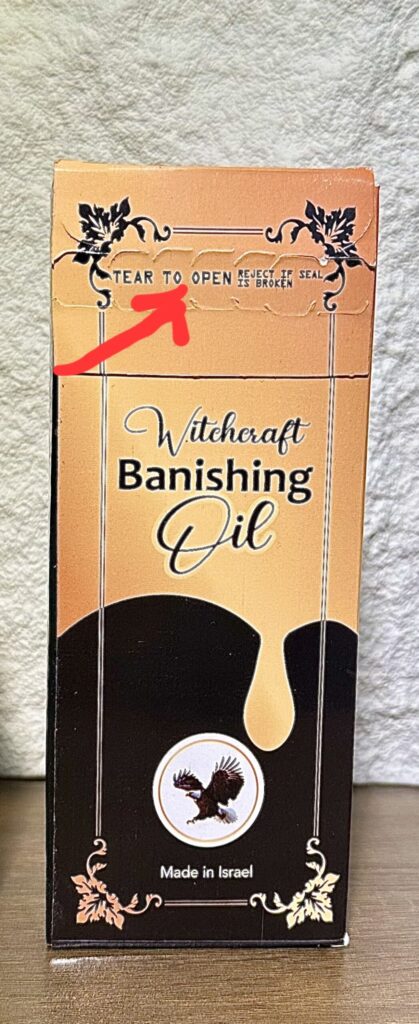 TEAR TO OPEN REJECT IF SEAL
IS BROKEN
Witchcraft
Banishing
Oil
Made in Israel